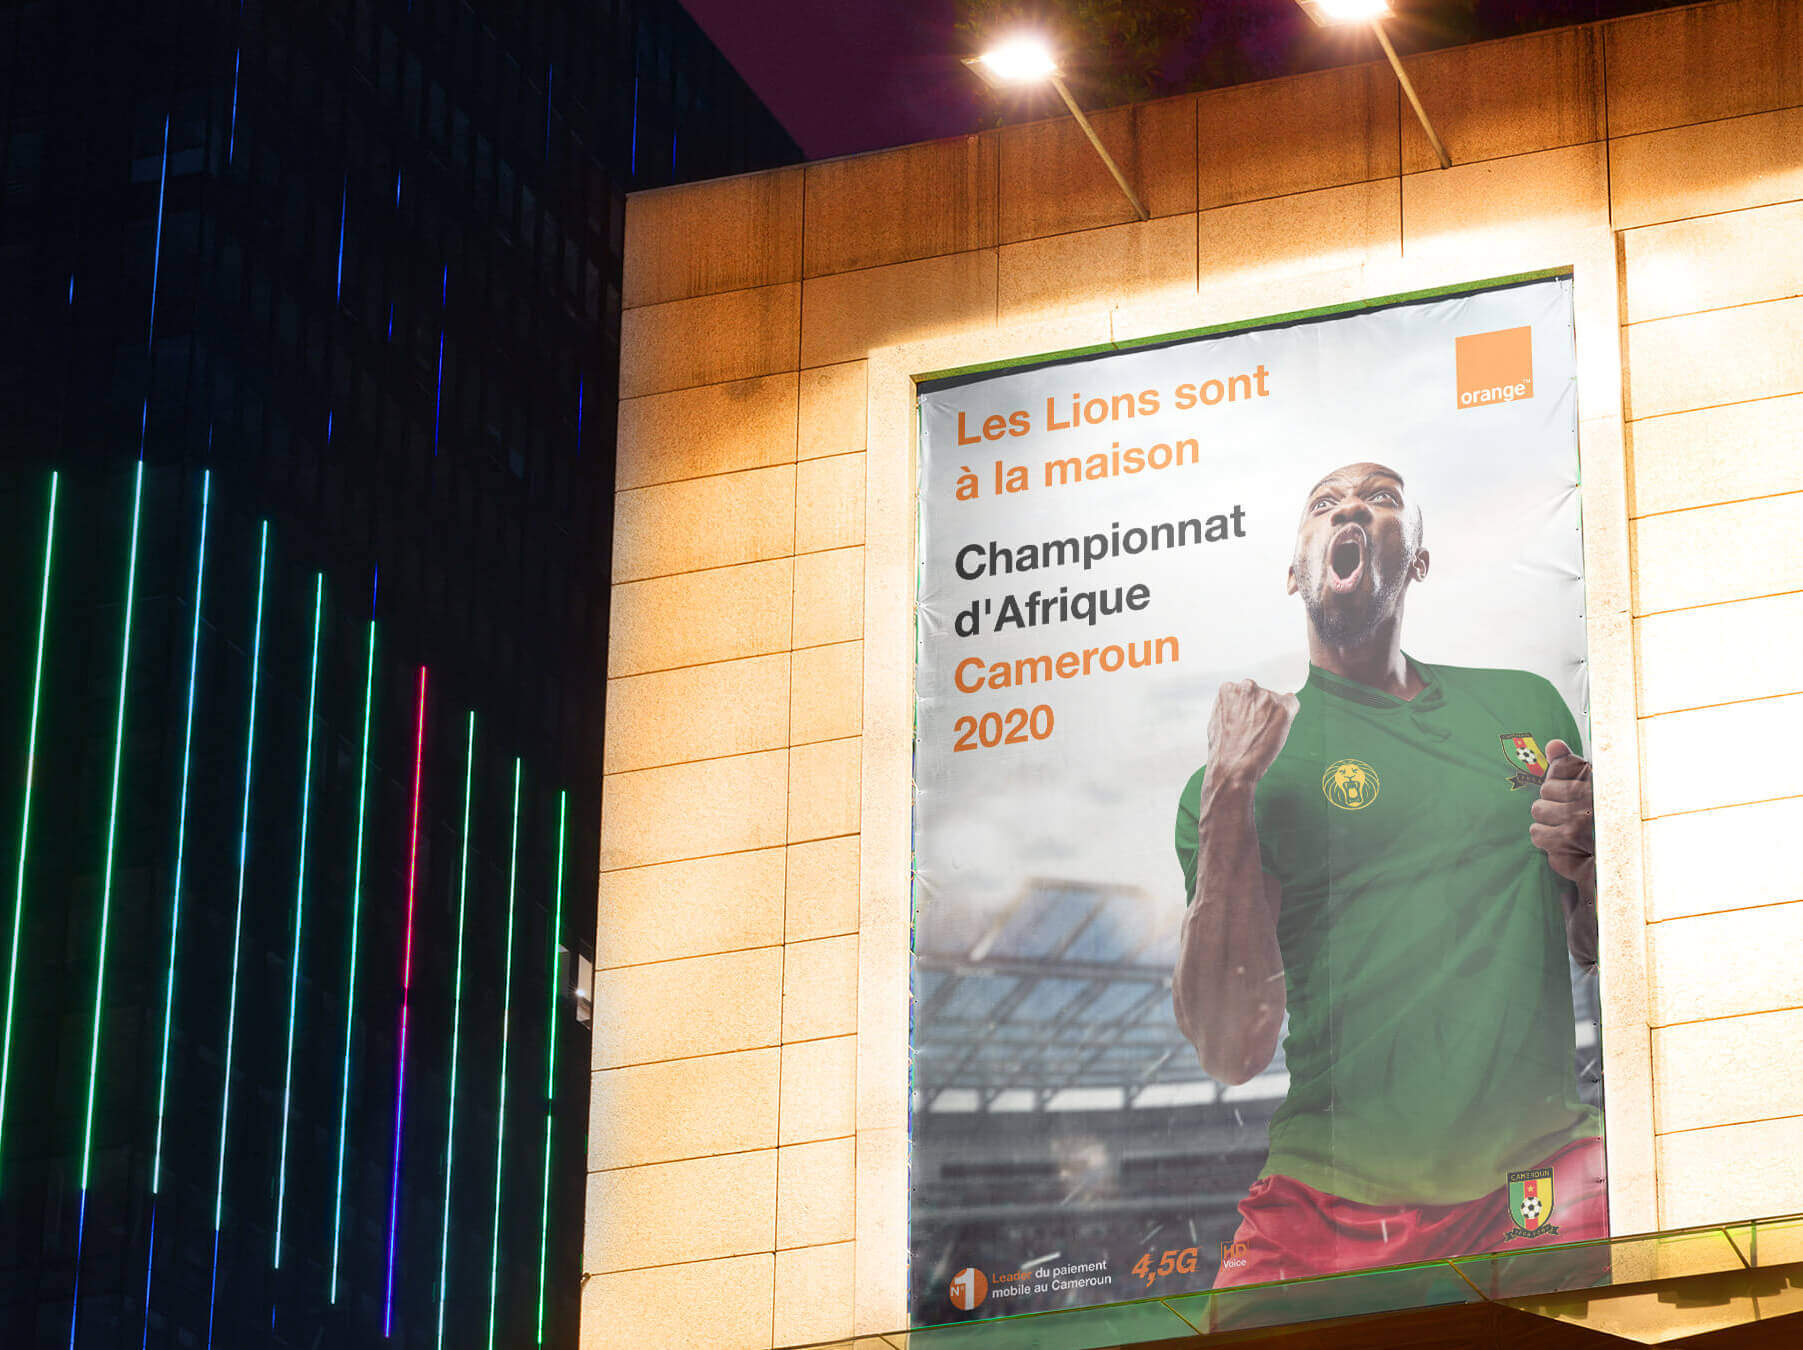 Les Lions sont
à la maison
orange™
Championnat
d'Afrique
Cameroun
2020
CAMEROUN
N°1
Leader du paiement
mobile au Cameroun
4,5G
HD
Voice